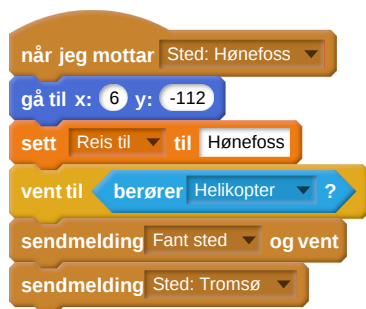 når jeg mottar Sted: Hønefoss
gå til x: 6 y: -112
sett Reis til til Hønefoss
vent til berører Helikopter ?
sendmelding Fant sted og vent
sendmelding Sted: Tromsø